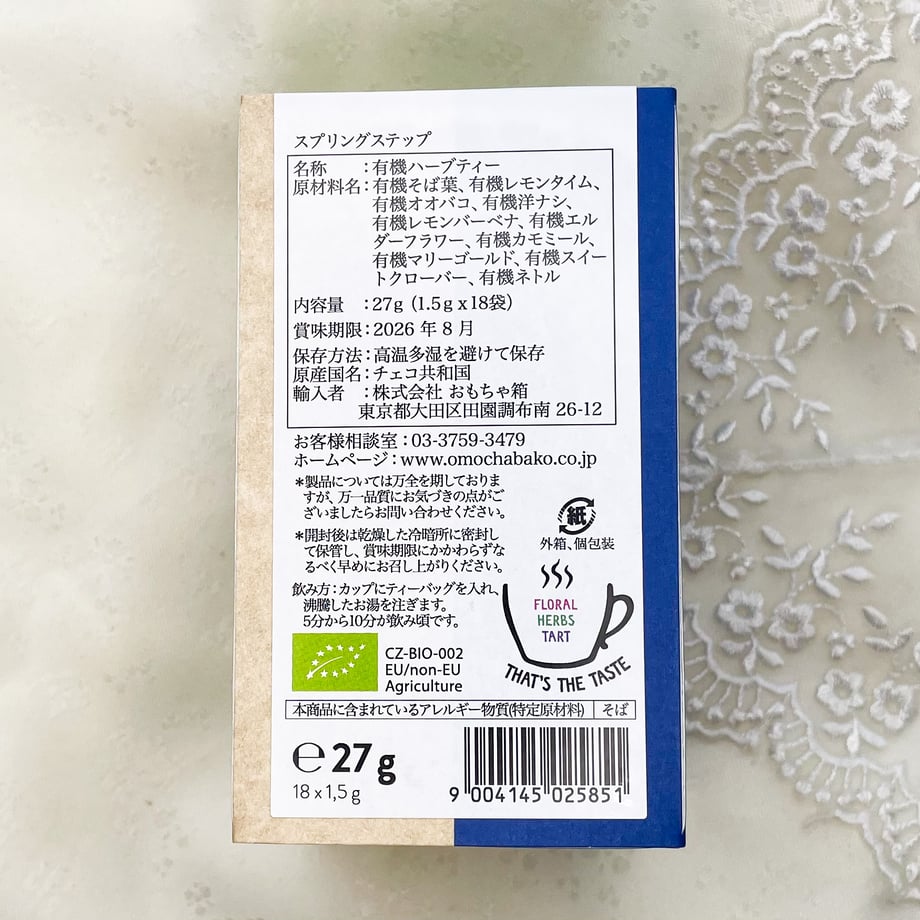 スプリングステップ
名称　：有機ハーブティー
原材料名：有機そば葉、有機レモンタイム、
有機オオバコ、有機洋ナシ、
有機レモンバーベナ、有機エル
ダーフラワー、有機カモミール、
有機マリーゴールド、有機スイー
トクローバー、有機ネトル
内容量　：27g（1.5g x 18袋）
賞味期限：2026 年 8 月
保存方法：高温多湿を避けて保存
原産国名：チェコ共和国
輸入者　：株式会社 おもちゃ箱
東京都大田区田園調布南 26-12
お客様相談室：03-3759-3479
ホームページ：www.omochabako.co.jp
＊製品については万全を期しておりま
すが、万一品質にお気づきの点がご
ざいましたらお問い合わせください。
＊開封後は乾燥した冷暗所に密封し
て保管し、賞味期限にかかわらずな
るべく早めにお召し上がりください。
紙
外箱、個包装
飲み方：カップにティーバッグを入れ、
沸騰したお湯を注ぎます。
5分から10分が飲み頃です。
FLORAL
HERBS
TART
THAT'S THE TASTE
CZ-BIO-002
EU/non-EU
Agriculture
本商品に含まれているアレルギー物質(特定原材料)　そば
℮ 27 g
18 x 1,5 g
9 004145 025851